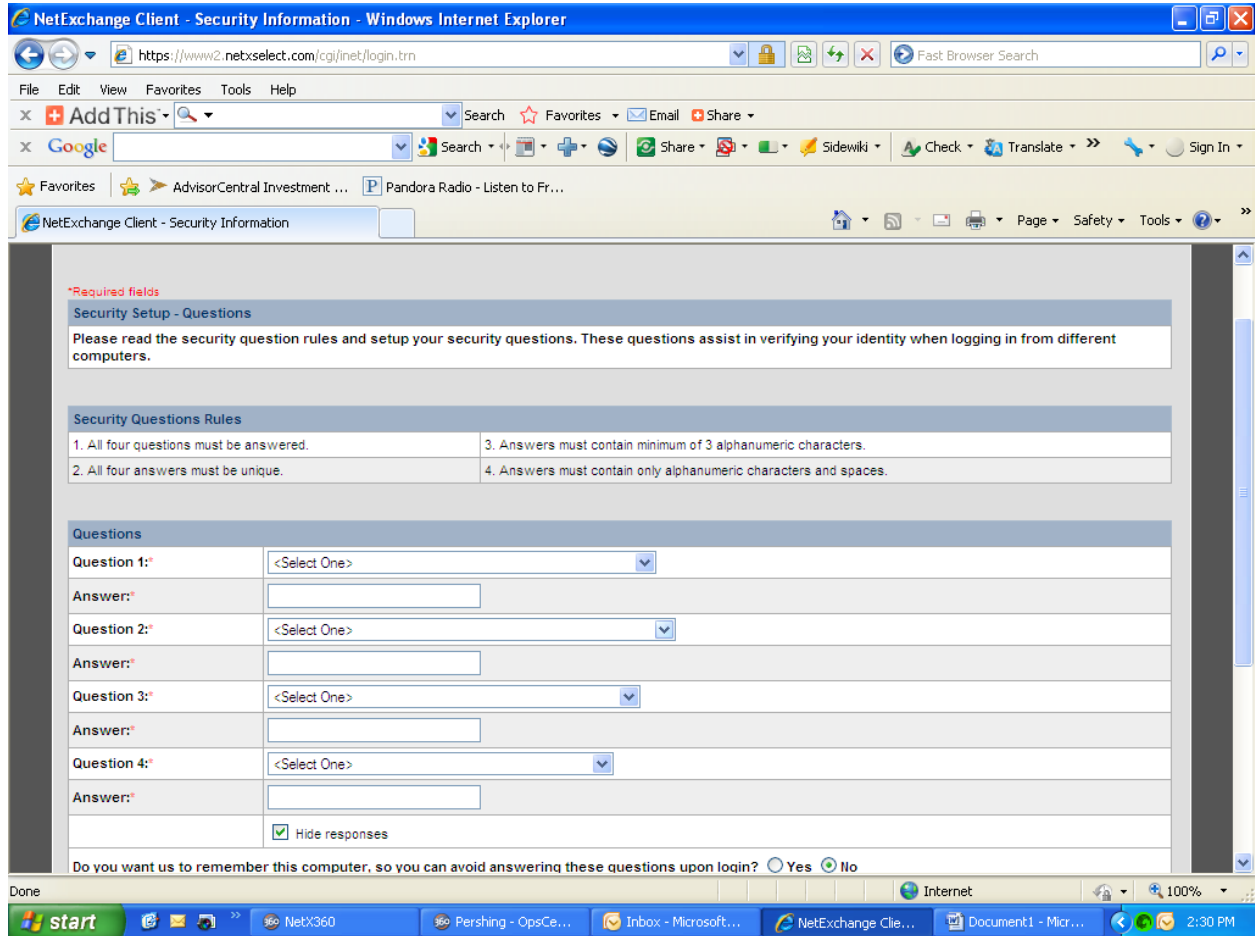 NetExchange Client - Security Information - Windows Internet Explorer
https://www2.netxselect.com/cgi/inet/login.trn
Fast Browser Search
File Edit View Favorites Tools Help
x AddThis Search Favorites Email Share
x Google Search Share Sidewiki Check Translate » Sign In
Favorites AdvisorCentral Investment ... P Pandora Radio - Listen to Fr...
NetExchange Client - Security Information Page Safety Tools »
*Required fields
Security Setup - Questions
Please read the security question rules and setup your security questions. These questions assist in verifying your identity when logging in from different
computers.
Security Questions Rules
1. All four questions must be answered. 3. Answers must contain minimum of 3 alphanumeric characters.
2. All four answers must be unique. 4. Answers must contain only alphanumeric characters and spaces.
Questions
Question 1:* <Select One>
Answer:*
Question 2:* <Select One>
Answer:*
Question 3:* <Select One>
Answer:*
Question 4:* <Select One>
Answer:*
Hide responses
Do you want us to remember this computer, so you can avoid answering these questions upon login? Yes No
Done Internet 100%
start » 360 NetX360 360 Pershing - OpsCe... Inbox - Microsoft... NetExchange Clie... Document1 - Micr... 2:30 PM